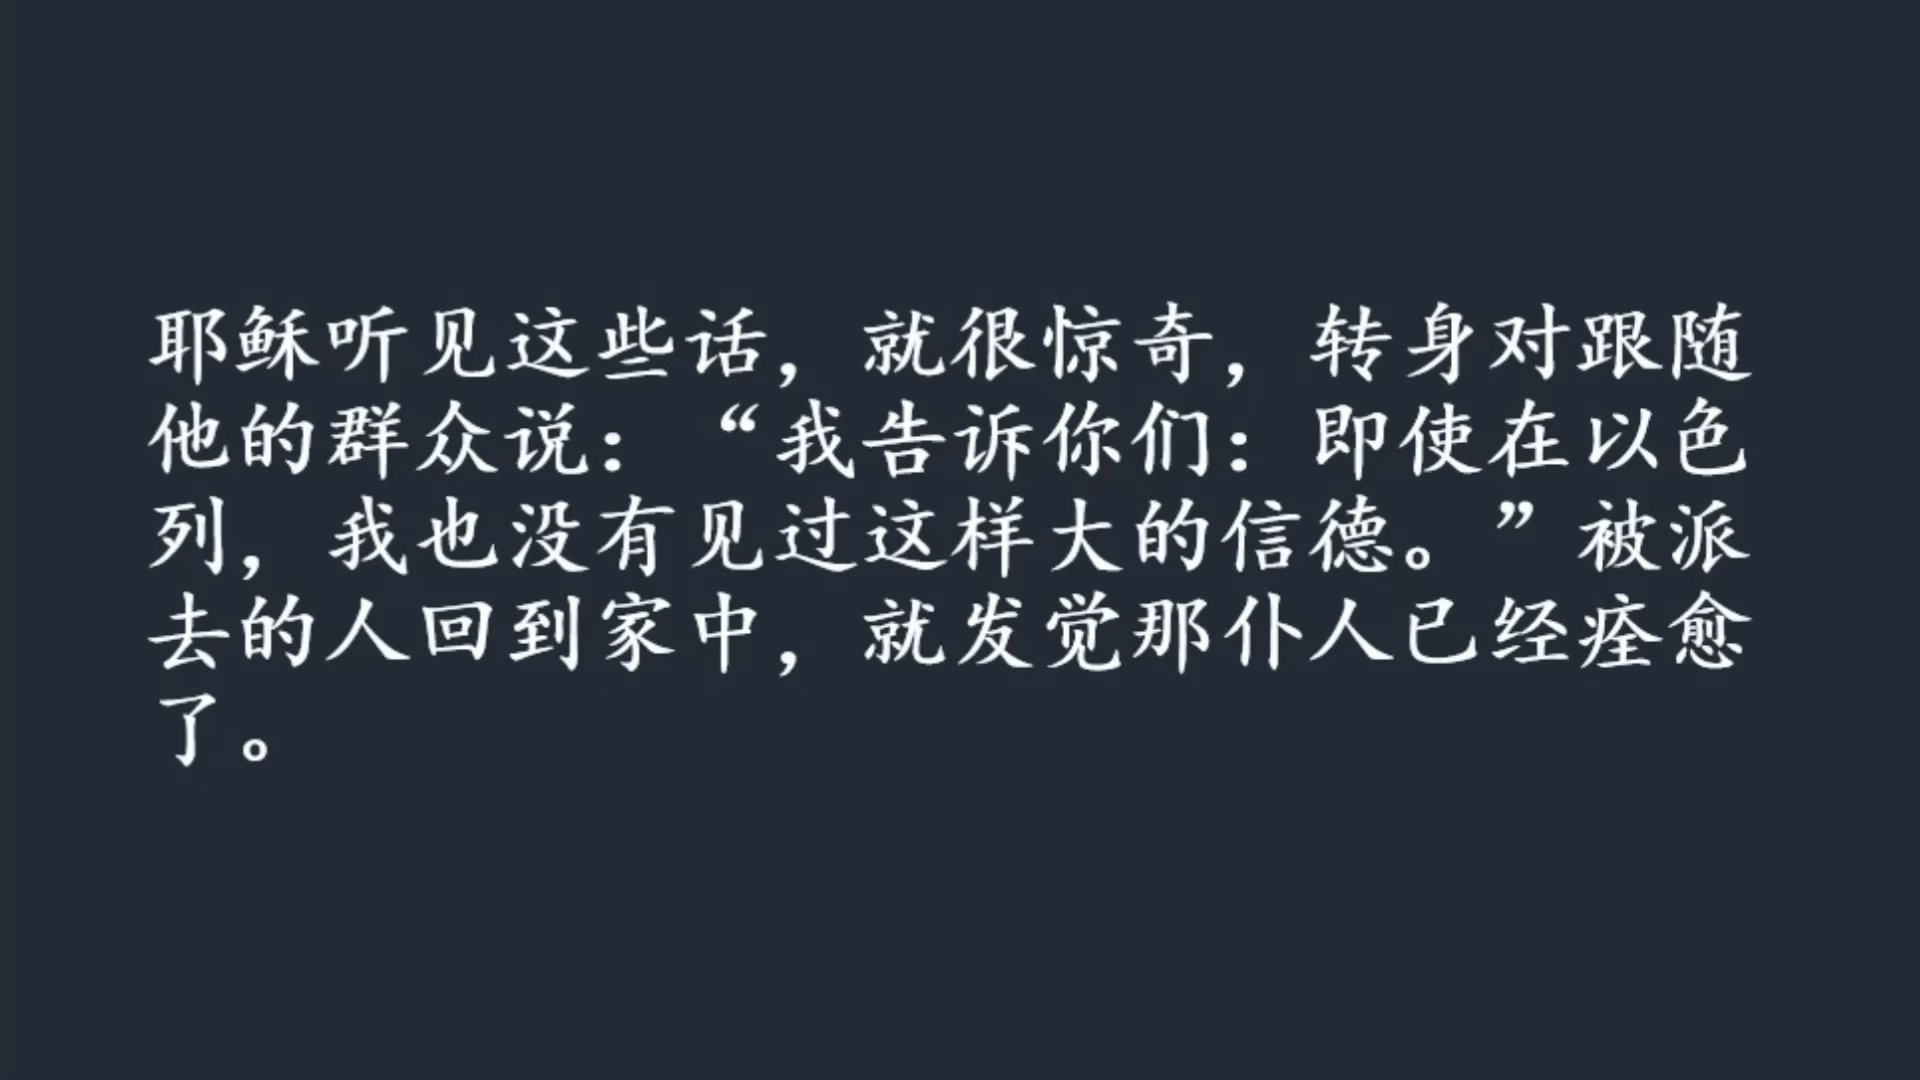 耶稣听见这些话，就很惊奇，转身对跟随
他的群众说：“我告诉你们：即使在以色
列，我也没有见过这样大的信德。”被派
去的人回到家中，就发觉那仆人已经痊愈
了。